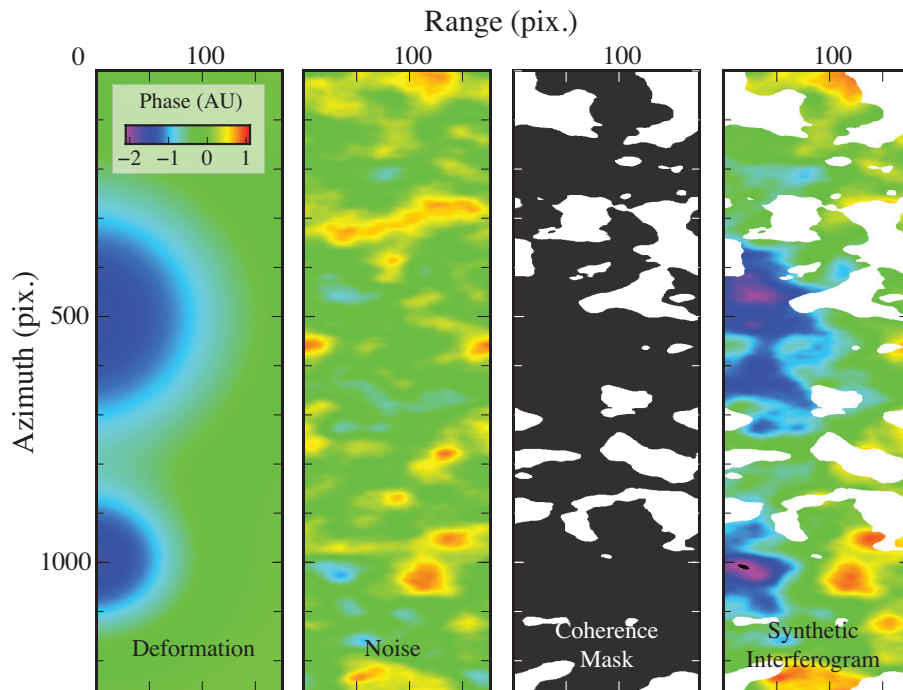 Range (pix.)
0 100 100 100 100
Phase (AU)
−2 −1 0 1
Azimuth (pix.)
500
1000
Deformation
Noise
Coherence
Mask
Synthetic
Interferogram